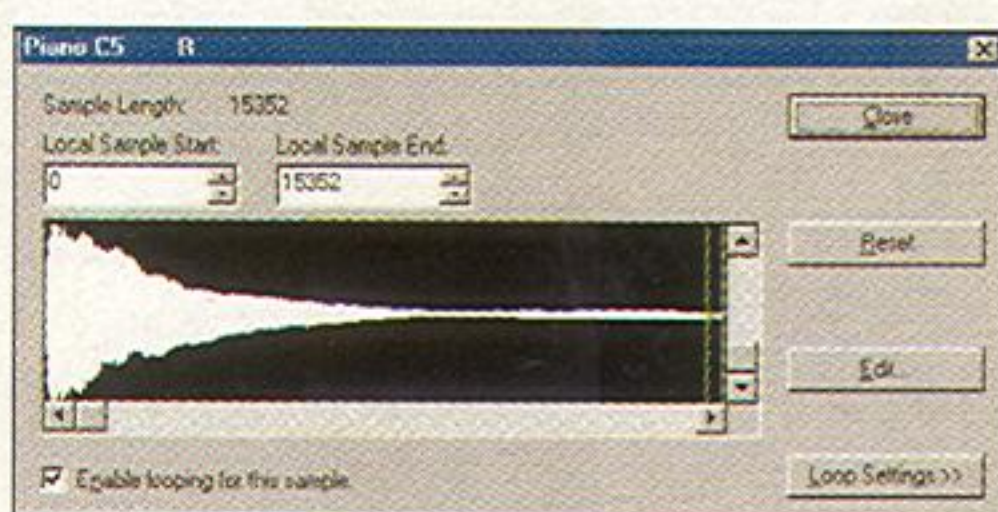 Piano C5 R
Sample Length: 15352
Local Sample Start: Local Sample End:
0 15352
Close
Reset
Edit...
Enable looping for this sample.
Loop Settings >>